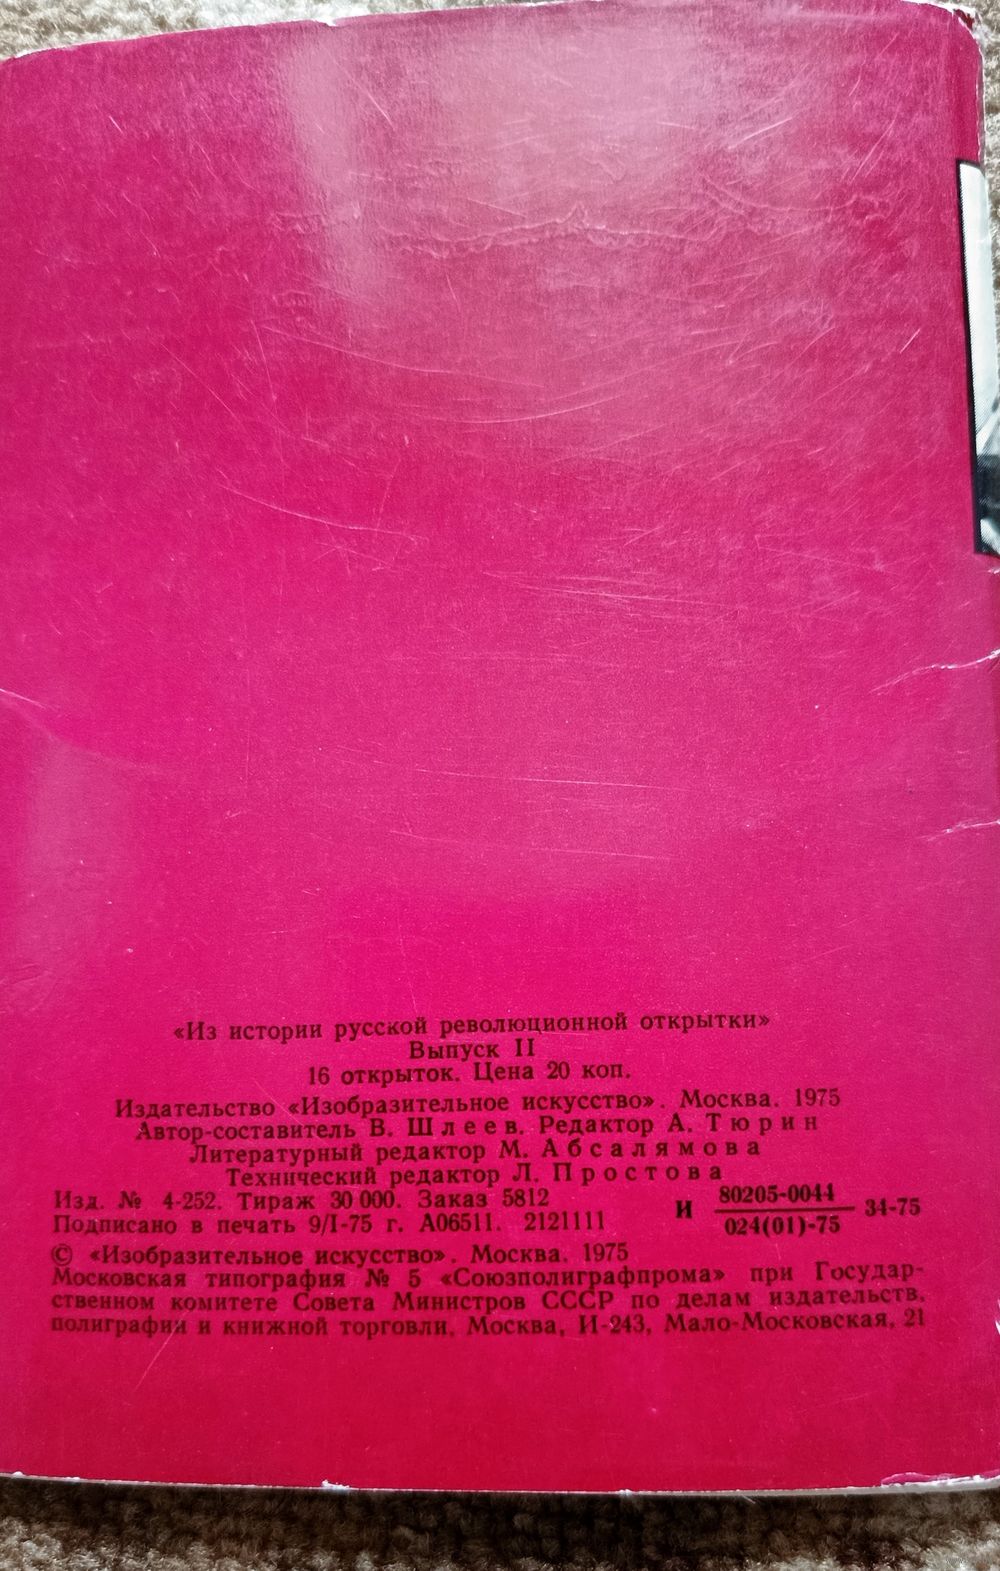 «Из истории русской революционной открытки»
Выпуск II
16 открыток. Цена 20 коп.
Издательство «Изобразительное искусство». Москва. 1975
Автор-составитель В. Шлеев. Редактор А. Тюрин
Литературный редактор М. Абсалямова
Технический редактор Л. Простова
Изд. № 4-252. Тираж 30 000. Заказ 5812
Подписано в печать 9/I-75 г. А06511. 2121111
И 80205-0044 34-75
024(01)-75
© «Изобразительное искусство». Москва. 1975
Московская типография № 5 «Союзполиграфпрома» при Государ-
ственном комитете Совета Министров СССР по делам издательств,
полиграфии и книжной торговли. Москва, И-243, Мало-Московская, 21